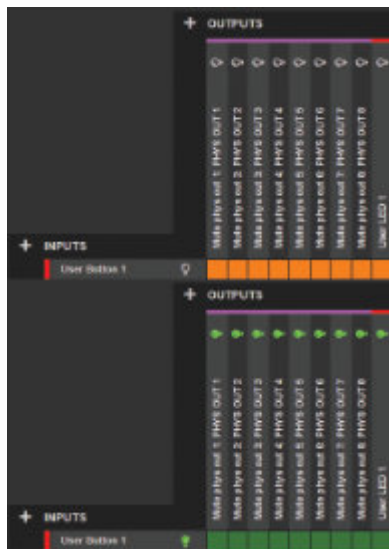 + OUTPUTS
Mute phys out 1: PHYS OUT 1
Mute phys out 2: PHYS OUT 2
Mute phys out 3: PHYS OUT 3
Mute phys out 4: PHYS OUT 4
Mute phys out 5: PHYS OUT 5
Mute phys out 6: PHYS OUT 6
Mute phys out 7: PHYS OUT 7
Mute phys out 8: PHYS OUT 8
User LED 1
+ INPUTS
User Button 1
+ OUTPUTS
Mute phys out 1: PHYS OUT 1
Mute phys out 2: PHYS OUT 2
Mute phys out 3: PHYS OUT 3
Mute phys out 4: PHYS OUT 4
Mute phys out 5: PHYS OUT 5
Mute phys out 6: PHYS OUT 6
Mute phys out 7: PHYS OUT 7
Mute phys out 8: PHYS OUT 8
User LED 1
+ INPUTS
User Button 1